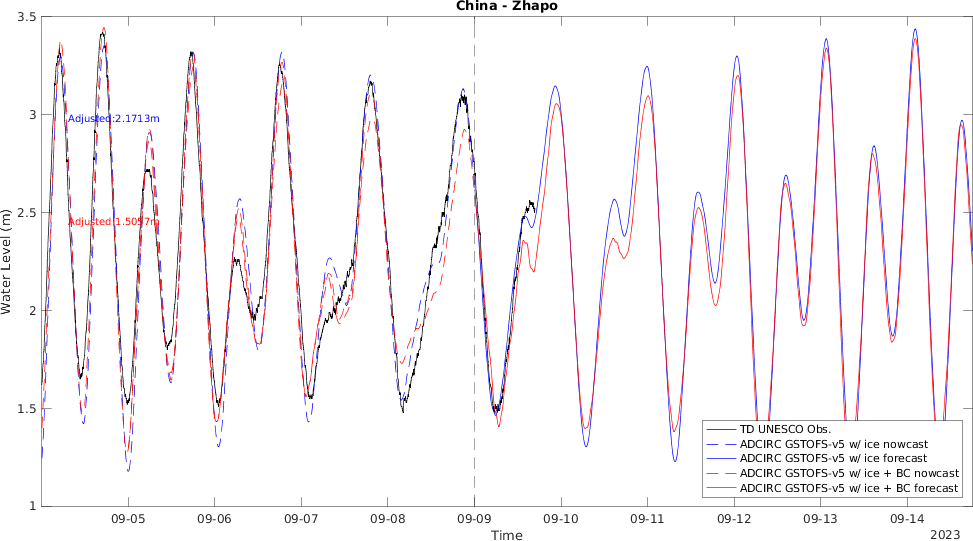 China - Zhapo
3.5
3
2.5
2
1.5
1
Water Level (m)
Adjusted:2.1713m
Adjusted:1.5057m
TD UNESCO Obs.
ADCIRC GSTOFS-v5 w/ ice nowcast
ADCIRC GSTOFS-v5 w/ ice forecast
ADCIRC GSTOFS-v5 w/ ice + BC nowcast
ADCIRC GSTOFS-v5 w/ ice + BC forecast
09-05 09-06 09-07 09-08 09-09 09-10 09-11 09-12 09-13 09-14
Time
2023